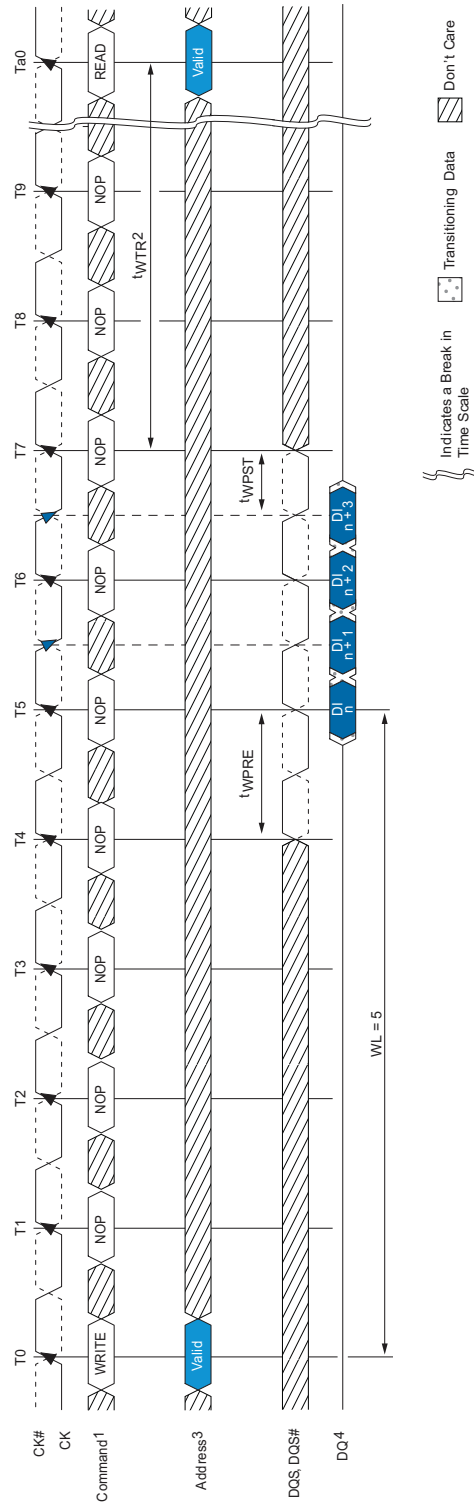 T0 T1 T2 T3 T4 T5 T6 T7 T8 T9 Ta0
CK#
CK
Command1 WRITE NOP NOP NOP NOP NOP NOP NOP NOP NOP READ
tWTR2
Address3 Valid Valid
tWPRE tWPST
DQS, DQS#
DQ4 DI n DI n + 1 DI n + 2 DI n + 3
WL = 5
Indicates a Break in
Time Scale
Transitioning Data
Don't Care